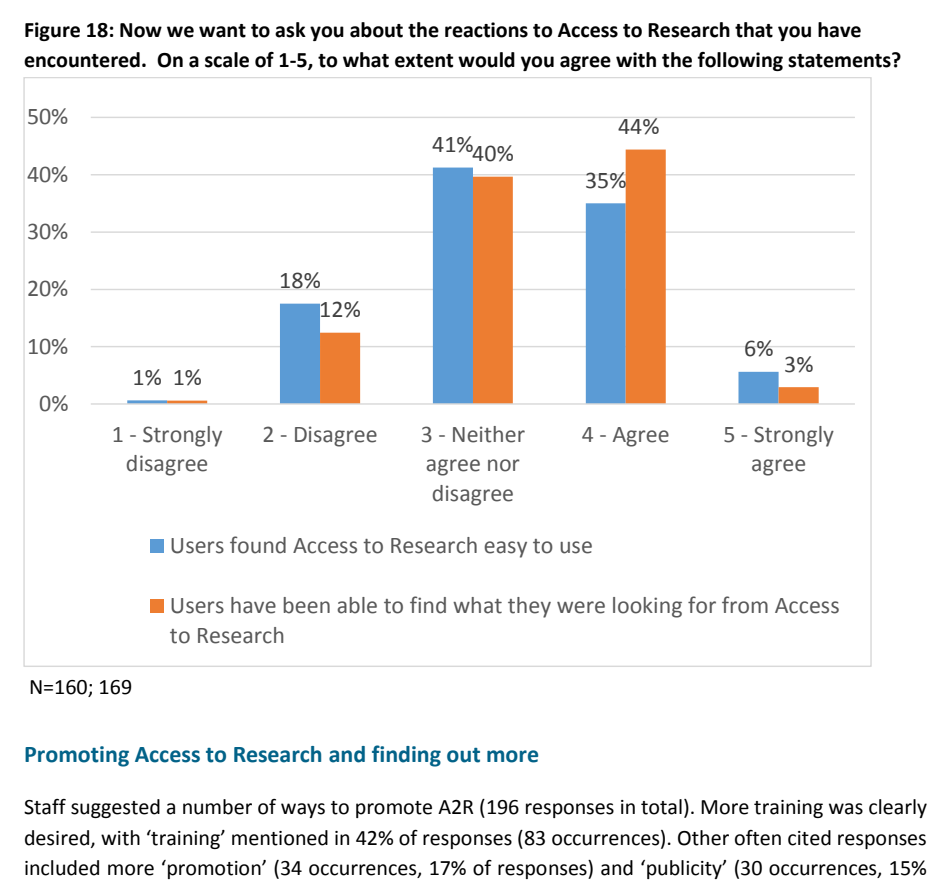 Figure 18: Now we want to ask you about the reactions to Access to Research that you have
encountered.  On a scale of 1-5, to what extent would you agree with the following statements?
50%
40%
30%
20%
10%
0%
1% 1%
18%
12%
41%
40%
35%
44%
6%
3%
1 - Strongly
disagree
2 - Disagree
3 - Neither
agree nor
disagree
4 - Agree
5 - Strongly
agree
Users found Access to Research easy to use
Users have been able to find what they were looking for from Access
to Research
N=160; 169
Promoting Access to Research and finding out more
Staff suggested a number of ways to promote A2R (196 responses in total). More training was clearly
desired, with ‘training’ mentioned in 42% of responses (83 occurrences). Other often cited responses
included more ‘promotion’ (34 occurrences, 17% of responses) and ‘publicity’ (30 occurrences, 15%